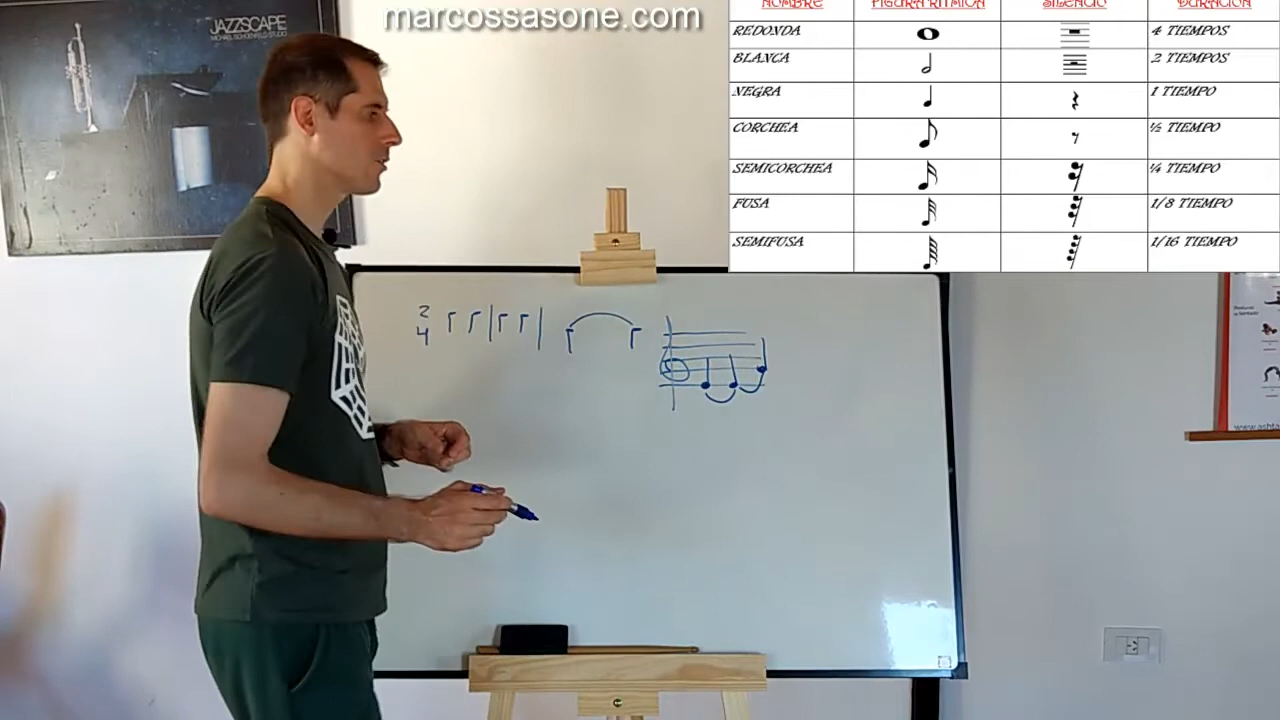 marcossasone.com
JAZZSCAPE
NOMBRE FIGURA RITMICA SILENCIO DURACION
REDONDA 4 TIEMPOS
BLANCA 2 TIEMPOS
NEGRA 1 TIEMPO
CORCHEA ½ TIEMPO
SEMICORCHEA ¼ TIEMPO
FUSA 1/8 TIEMPO
SEMIFUSA 1/16 TIEMPO
2
4